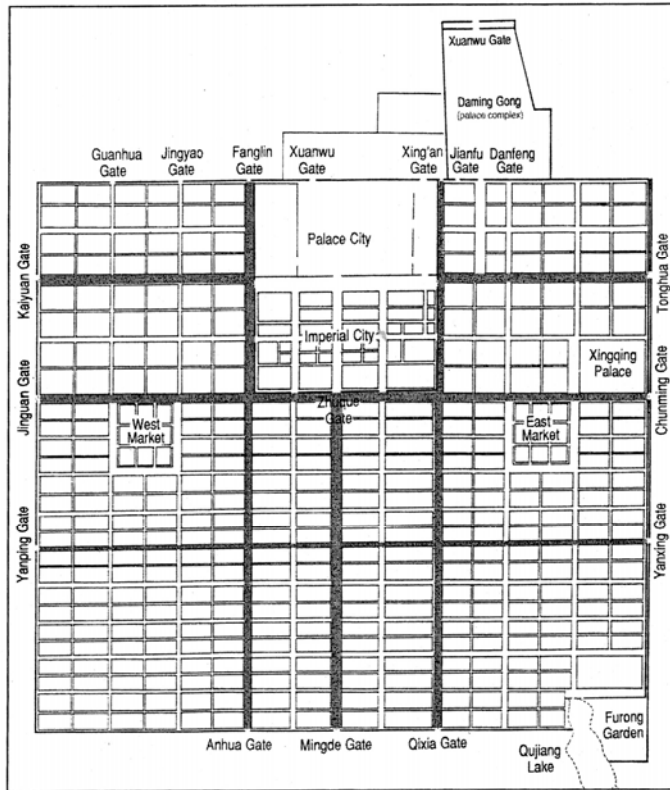 Xuanwu Gate
Daming Gong
(palace complex)
Guanhua
Gate
Jingyao
Gate
Fanglin
Gate
Xuanwu
Gate
Xing'an
Gate
Jianfu
Gate
Danfeng
Gate
Palace City
Kaiyuan Gate
Tonghua Gate
Imperial City
Xingqing
Palace
Jinguan Gate
Chunming Gate
Zhuque
Gate
West
Market
East
Market
Yanping Gate
Yanxing Gate
Anhua Gate
Mingde Gate
Qixia Gate
Furong
Garden
Qujiang
Lake